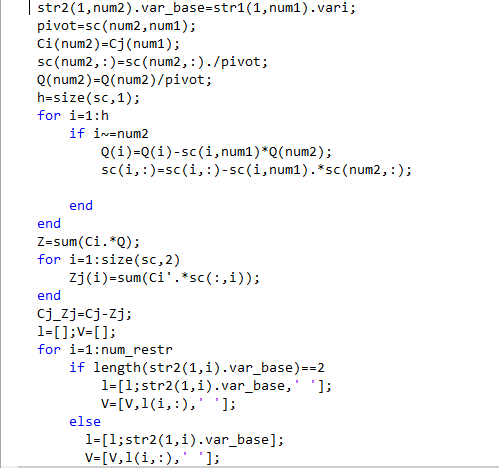 str2(1,num2).var_base=str1(1,num1).vari;
pivot=sc(num2,num1);
Ci(num2)=Cj(num1);
sc(num2,:)=sc(num2,:)./pivot;
Q(num2)=Q(num2)/pivot;
h=size(sc,1);
for i=1:h
    if i~=num2
        Q(i)=Q(i)-sc(i,num1)*Q(num2);
        sc(i,:)=sc(i,:)-sc(i,num1).*sc(num2,:);
    end
end
Z=sum(Ci.*Q);
for i=1:size(sc,2)
    Zj(i)=sum(Ci'.*sc(:,i));
end
Cj_Zj=Cj-Zj;
l=[];V=[];
for i=1:num_restr
    if length(str2(1,i).var_base)==2
        l=[l;str2(1,i).var_base,' '];
        V=[V,l(i,:),' '];
    else
      l=[l;str2(1,i).var_base];
      V=[V,l(i,:),' '];